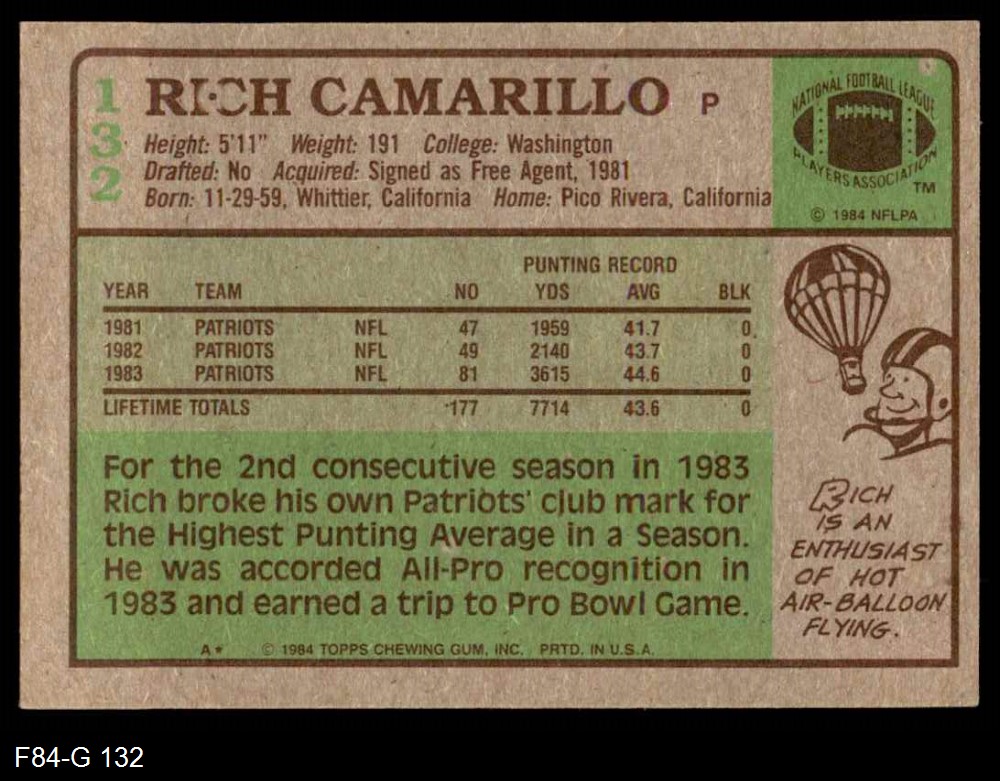 132
RICH CAMARILLO P
Height: 5'11" Weight: 191 College: Washington
Drafted: No Acquired: Signed as Free Agent, 1981
Born: 11-29-59, Whittier, California Home: Pico Rivera, California
NATIONAL FOOTBALL LEAGUE
PLAYERS ASSOCIATION
TM
© 1984 NFLPA
PUNTING RECORD
YEAR TEAM NO YDS AVG BLK
1981 PATRIOTS NFL 47 1959 41.7 0
1982 PATRIOTS NFL 49 2140 43.7 0
1983 PATRIOTS NFL 81 3615 44.6 0
LIFETIME TOTALS 177 7714 43.6 0
For the 2nd consecutive season in 1983
Rich broke his own Patriots' club mark for
the Highest Punting Average in a Season.
He was accorded All-Pro recognition in
1983 and earned a trip to Pro Bowl Game.
RICH
IS AN
ENTHUSIAST
OF HOT
AIR-BALLOON
FLYING.
A* © 1984 TOPPS CHEWING GUM, INC. PRTD. IN U.S.A.
F84-G 132